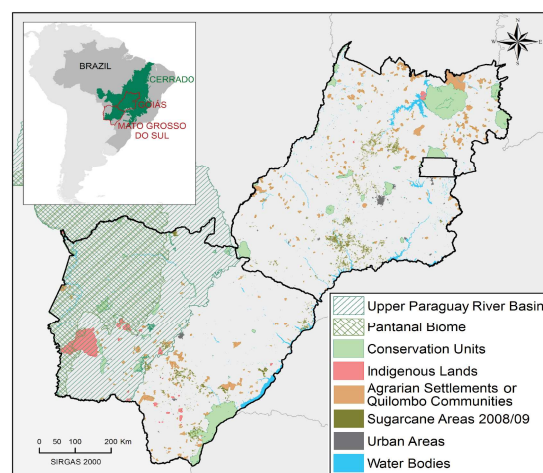 BRAZIL
CERRADO
GOIÁS
MATO GROSSO
DO SUL
N
W
E
S
Upper Paraguay River Basin
Pantanal Biome
Conservation Units
Indigenous Lands
Agrarian Settlements or
Quilombo Communities
Sugarcane Areas 2008/09
Urban Areas
Water Bodies
0 50 100 200 Km
SIRGAS 2000